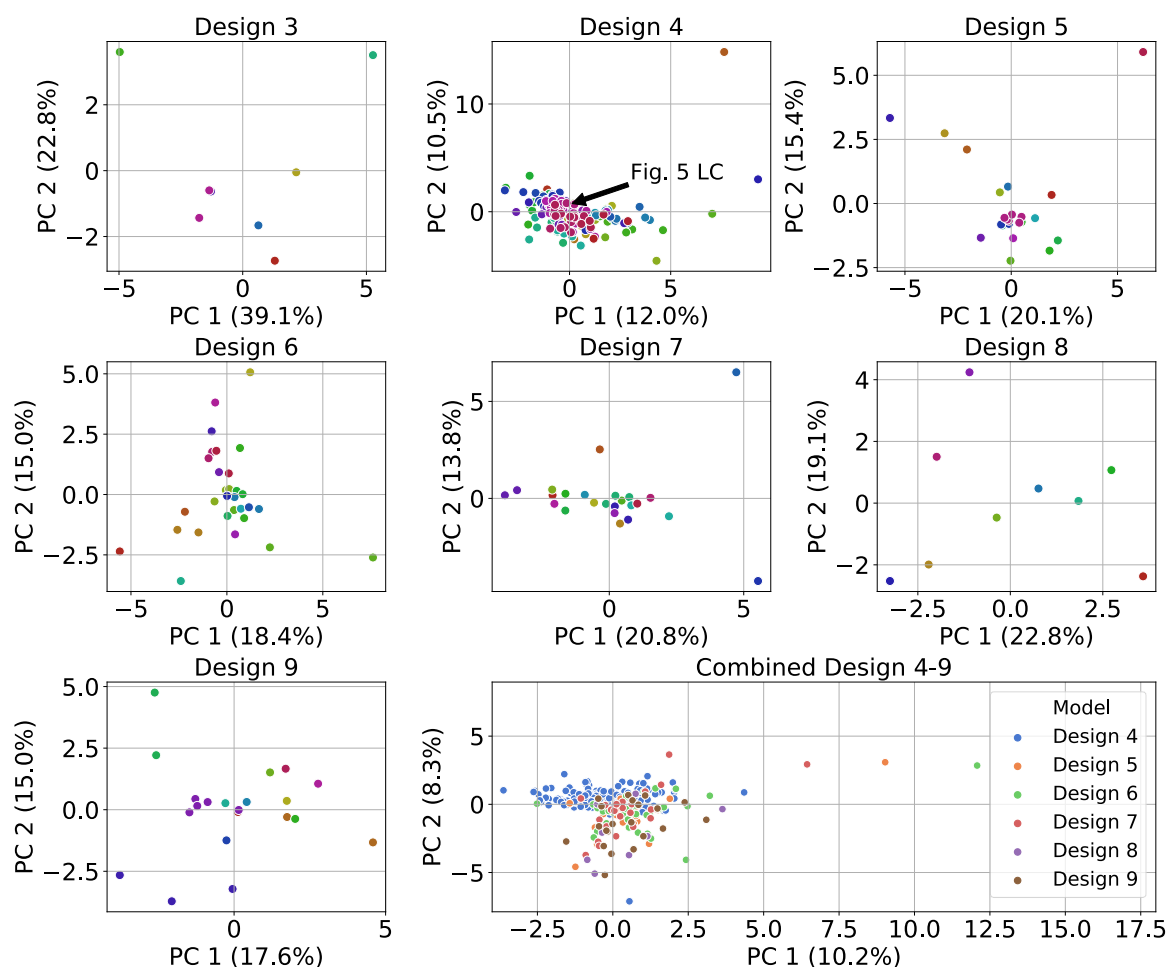 Design 3
Design 4
Design 5
PC 2 (22.8%)
2
0
−2
−5
0
5
PC 1 (39.1%)
PC 2 (10.5%)
10
0
Fig. 5 LC
0
5
PC 1 (12.0%)
PC 2 (15.4%)
5.0
2.5
0.0
−2.5
−5
0
5
PC 1 (20.1%)
Design 6
Design 7
Design 8
PC 2 (15.0%)
5.0
2.5
0.0
−2.5
−5
0
5
PC 1 (18.4%)
PC 2 (13.8%)
5
0
0
5
PC 1 (20.8%)
PC 2 (19.1%)
4
2
0
−2
−2.5
0.0
2.5
PC 1 (22.8%)
Design 9
Combined Design 4-9
PC 2 (15.0%)
5.0
2.5
0.0
−2.5
0
5
PC 1 (17.6%)
PC 2 (8.3%)
5
0
−5
Model
Design 4
Design 5
Design 6
Design 7
Design 8
Design 9
−2.5
0.0
2.5
5.0
7.5
10.0
12.5
15.0
17.5
PC 1 (10.2%)